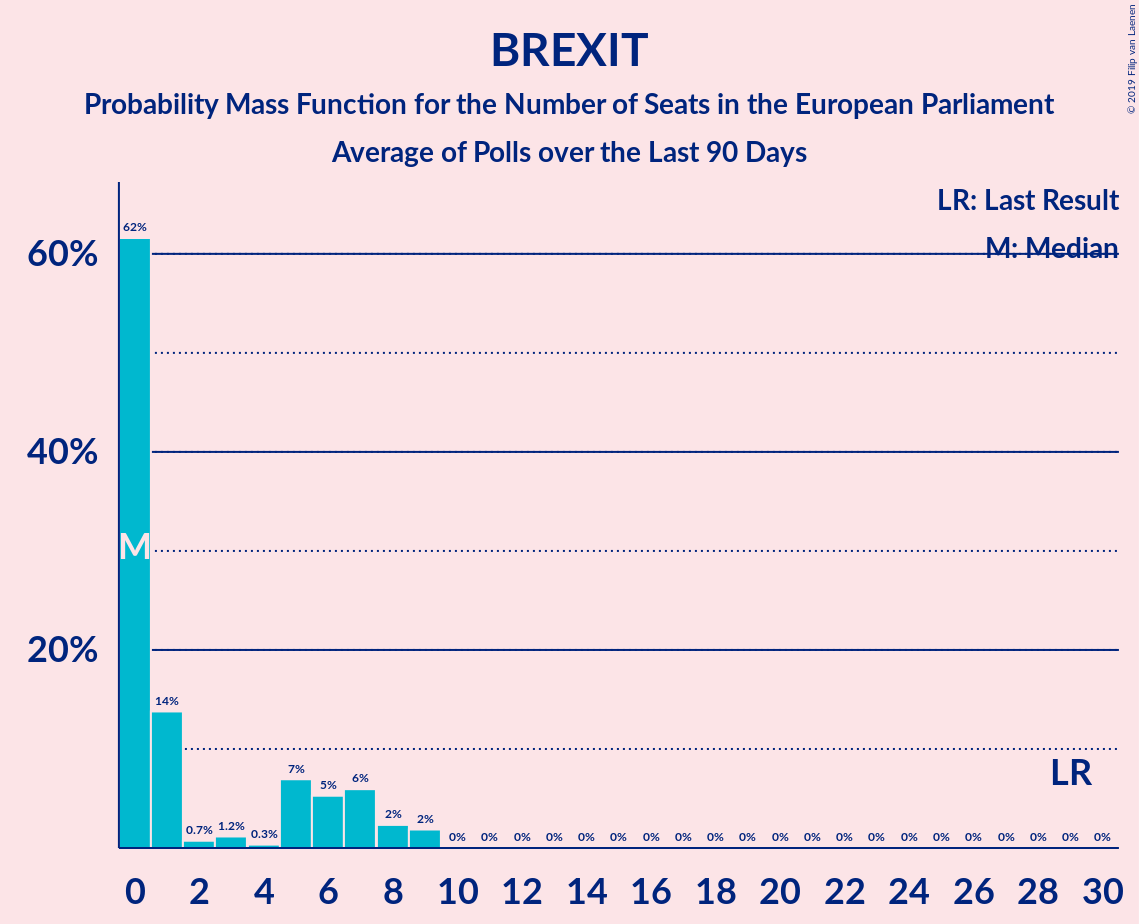 © 2019 Filip van Laenen
BREXIT
Probability Mass Function for the Number of Seats in the European Parliament
Average of Polls over the Last 90 Days
LR: Last Result
M: Median
60%
40%
20%
62%
14%
0.7%
1.2%
0.3%
7%
5%
6%
2%
2%
0% 0% 0% 0% 0% 0% 0% 0% 0% 0% 0% 0% 0% 0% 0% 0% 0% 0% 0% 0% 0%
M
LR
0 2 4 6 8 10 12 14 16 18 20 22 24 26 28 30